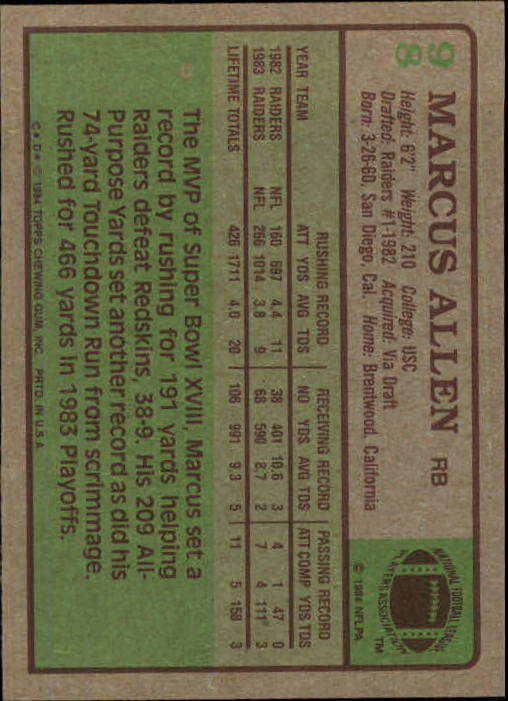 98
MARCUS ALLEN RB
Height: 6'2" Weight: 210 College: USC
Drafted: Raiders #1-1982 Acquired: Via Draft
Born: 3-26-60, San Diego, Cal. Home: Brentwood, California
NATIONAL FOOTBALL LEAGUE
PLAYERS ASSOCIATION
TM
© 1984 NFLPA
RUSHING RECORD RECEIVING RECORD PASSING RECORD
YEAR TEAM ATT YDS AVG TDS NO YDS AVG TDS ATT COMP YDS TDS
1982 RAIDERS NFL 160 697 4.4 11 38 401 10.6 3 4 1 47 0
1983 RAIDERS NFL 266 1014 3.8 9 68 590 8.7 2 7 4 111 3
LIFETIME TOTALS 426 1711 4.0 20 106 991 9.3 5 11 5 158 3
The MVP of Super Bowl XVIII, Marcus set a
record by rushing for 191 yards helping
Raiders defeat Redskins, 38-9. His 209 All-
Purpose Yards set another record as did his
74-yard Touchdown Run from scrimmage.
Rushed for 466 yards in 1983 Playoffs.
C* D* © 1984 TOPPS CHEWING GUM, INC. PRTD. IN U.S.A.